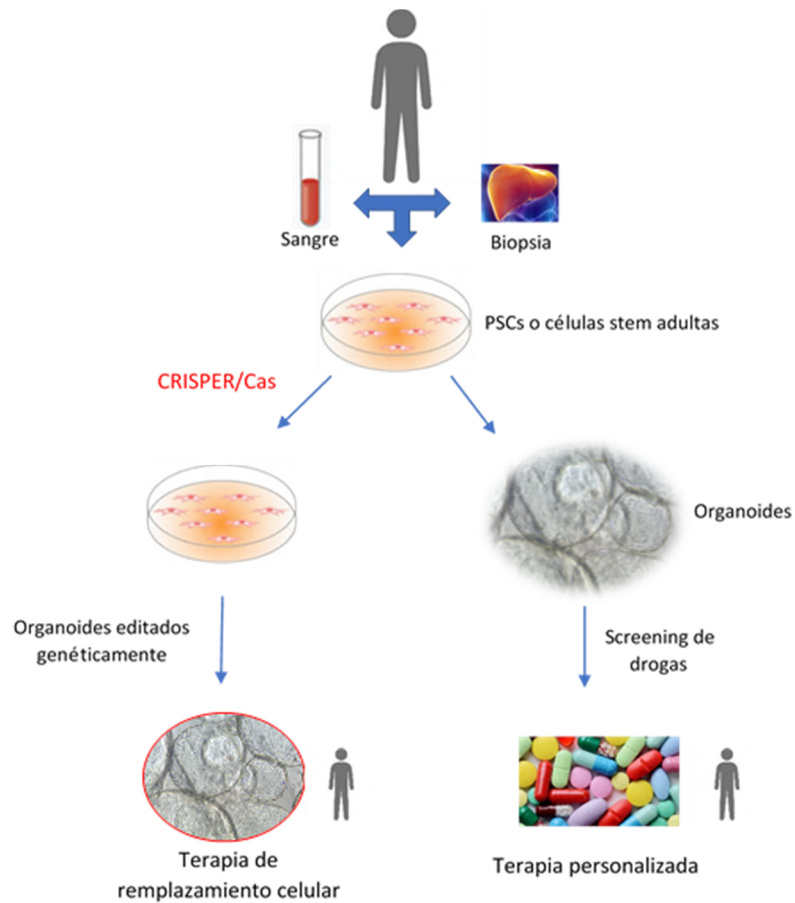 Sangre
Biopsia
PSCs o células stem adultas
CRISPER/Cas
Organoides
Organoides editados
genéticamente
Screening de
drogas
Terapia de
remplazamiento celular
Terapia personalizada